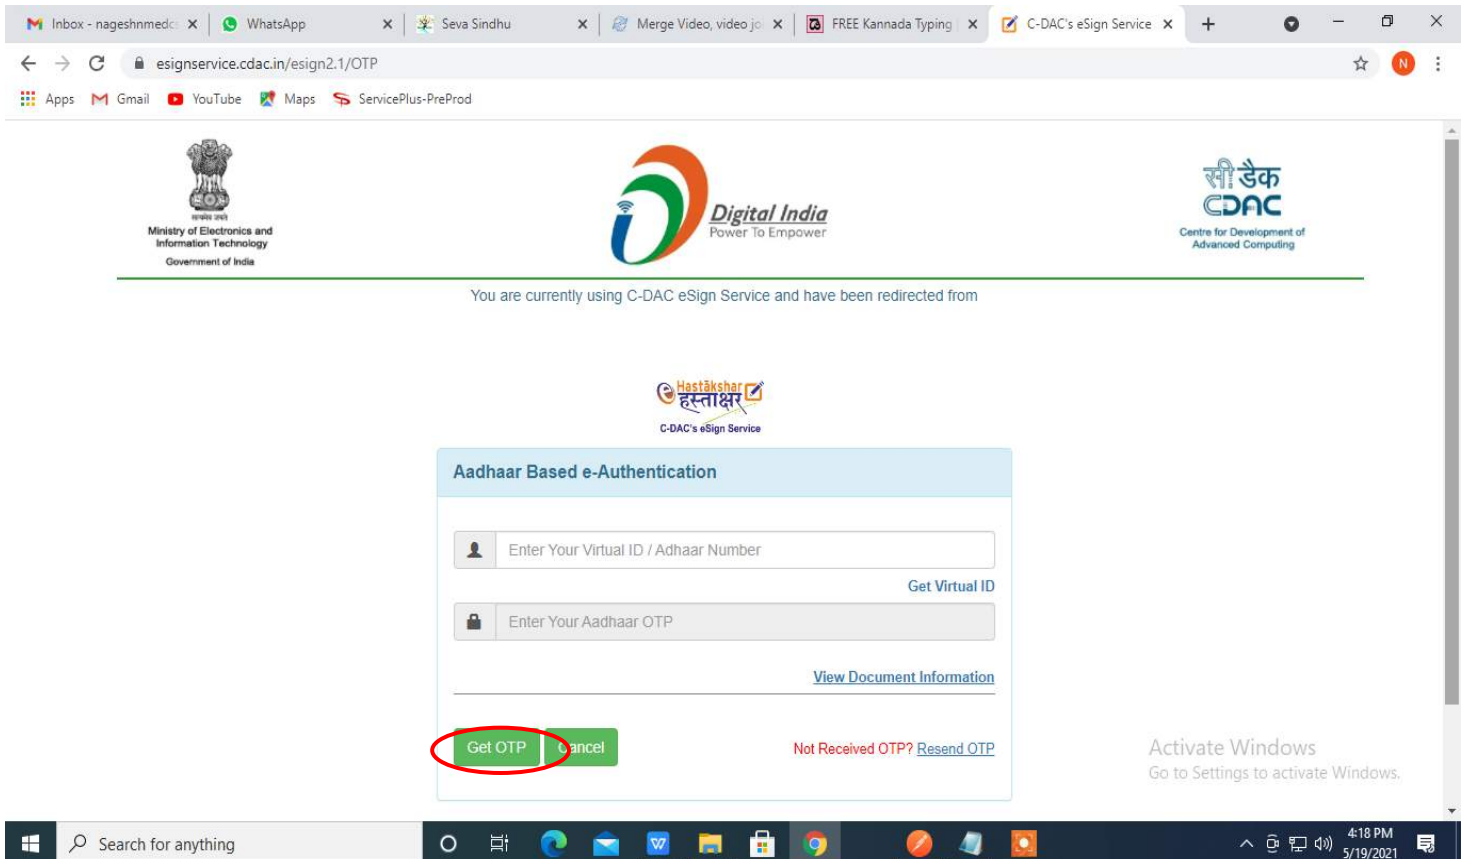 Inbox - nageshnmedc
WhatsApp
Seva Sindhu
Merge Video, video jo
FREE Kannada Typing
C-DAC's eSign Service
esignservice.cdac.in/esign2.1/OTP
N
Apps
Gmail
YouTube
Maps
ServicePlus-PreProd
सत्यमेव जयते
Ministry of Electronics and
Information Technology
Government of India
Digital India
Power To Empower
सी डैक
CDAC
Centre for Development of
Advanced Computing
You are currently using C-DAC eSign Service and have been redirected from
e Hastākshar
हस्ताक्षर
C-DAC's eSign Service
Aadhaar Based e-Authentication
Enter Your Virtual ID / Adhaar Number
Get Virtual ID
Enter Your Aadhaar OTP
View Document Information
Get OTP
Cancel
Not Received OTP? Resend OTP
Activate Windows
Go to Settings to activate Windows.
Search for anything
4:18 PM
5/19/2021